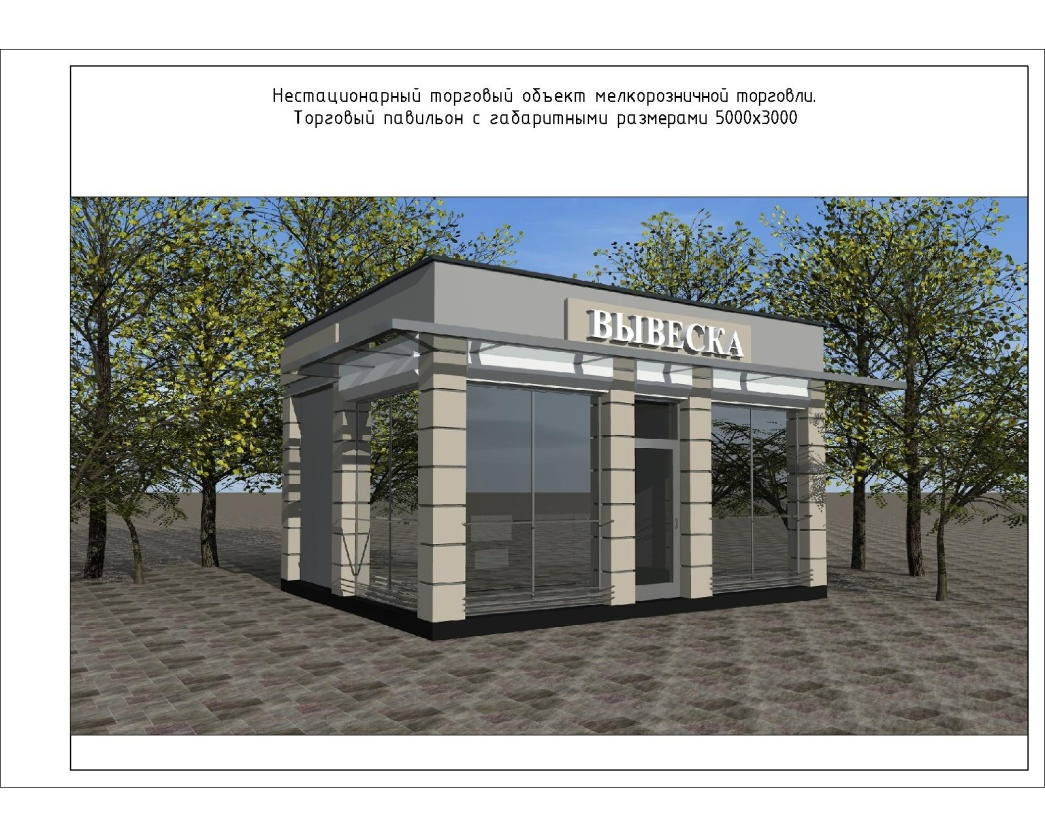 Нестационарный торговый объект мелкорозничной торговли.
Торговый павильон с габаритными размерами 5000х3000
ВЫВЕСКА